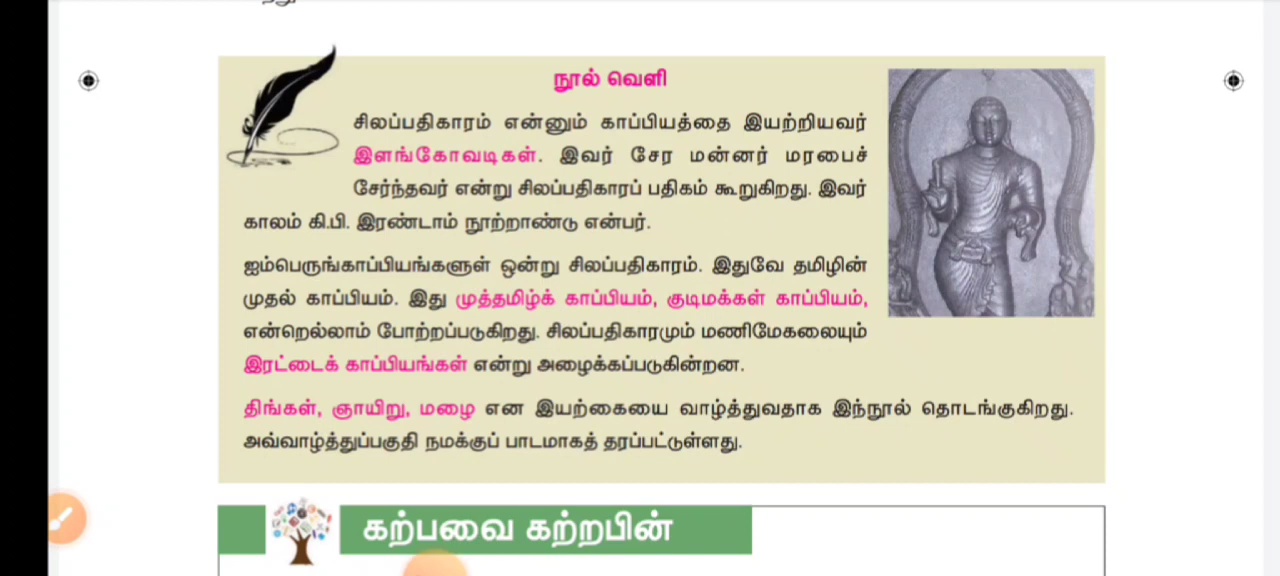 நூல் வெளி
சிலப்பதிகாரம் என்னும் காப்பியத்தை இயற்றியவர்
இளங்கோவடிகள். இவர் சேர மன்னர் மரபைச்
சேர்ந்தவர் என்று சிலப்பதிகாரப் பதிகம் கூறுகிறது. இவர்
காலம் கி.பி. இரண்டாம் நூற்றாண்டு என்பர்.
ஐம்பெருங்காப்பியங்களுள் ஒன்று சிலப்பதிகாரம். இதுவே தமிழின்
முதல் காப்பியம். இது முத்தமிழ்க் காப்பியம், குடிமக்கள் காப்பியம்,
என்றெல்லாம் போற்றப்படுகிறது. சிலப்பதிகாரமும் மணிமேகலையும்
இரட்டைக் காப்பியங்கள் என்று அழைக்கப்படுகின்றன.
திங்கள், ஞாயிறு, மழை என இயற்கையை வாழ்த்துவதாக இந்நூல் தொடங்குகிறது.
அவ்வாழ்த்துப்பகுதி நமக்குப் பாடமாகத் தரப்பட்டுள்ளது.
கற்பவை கற்றபின்